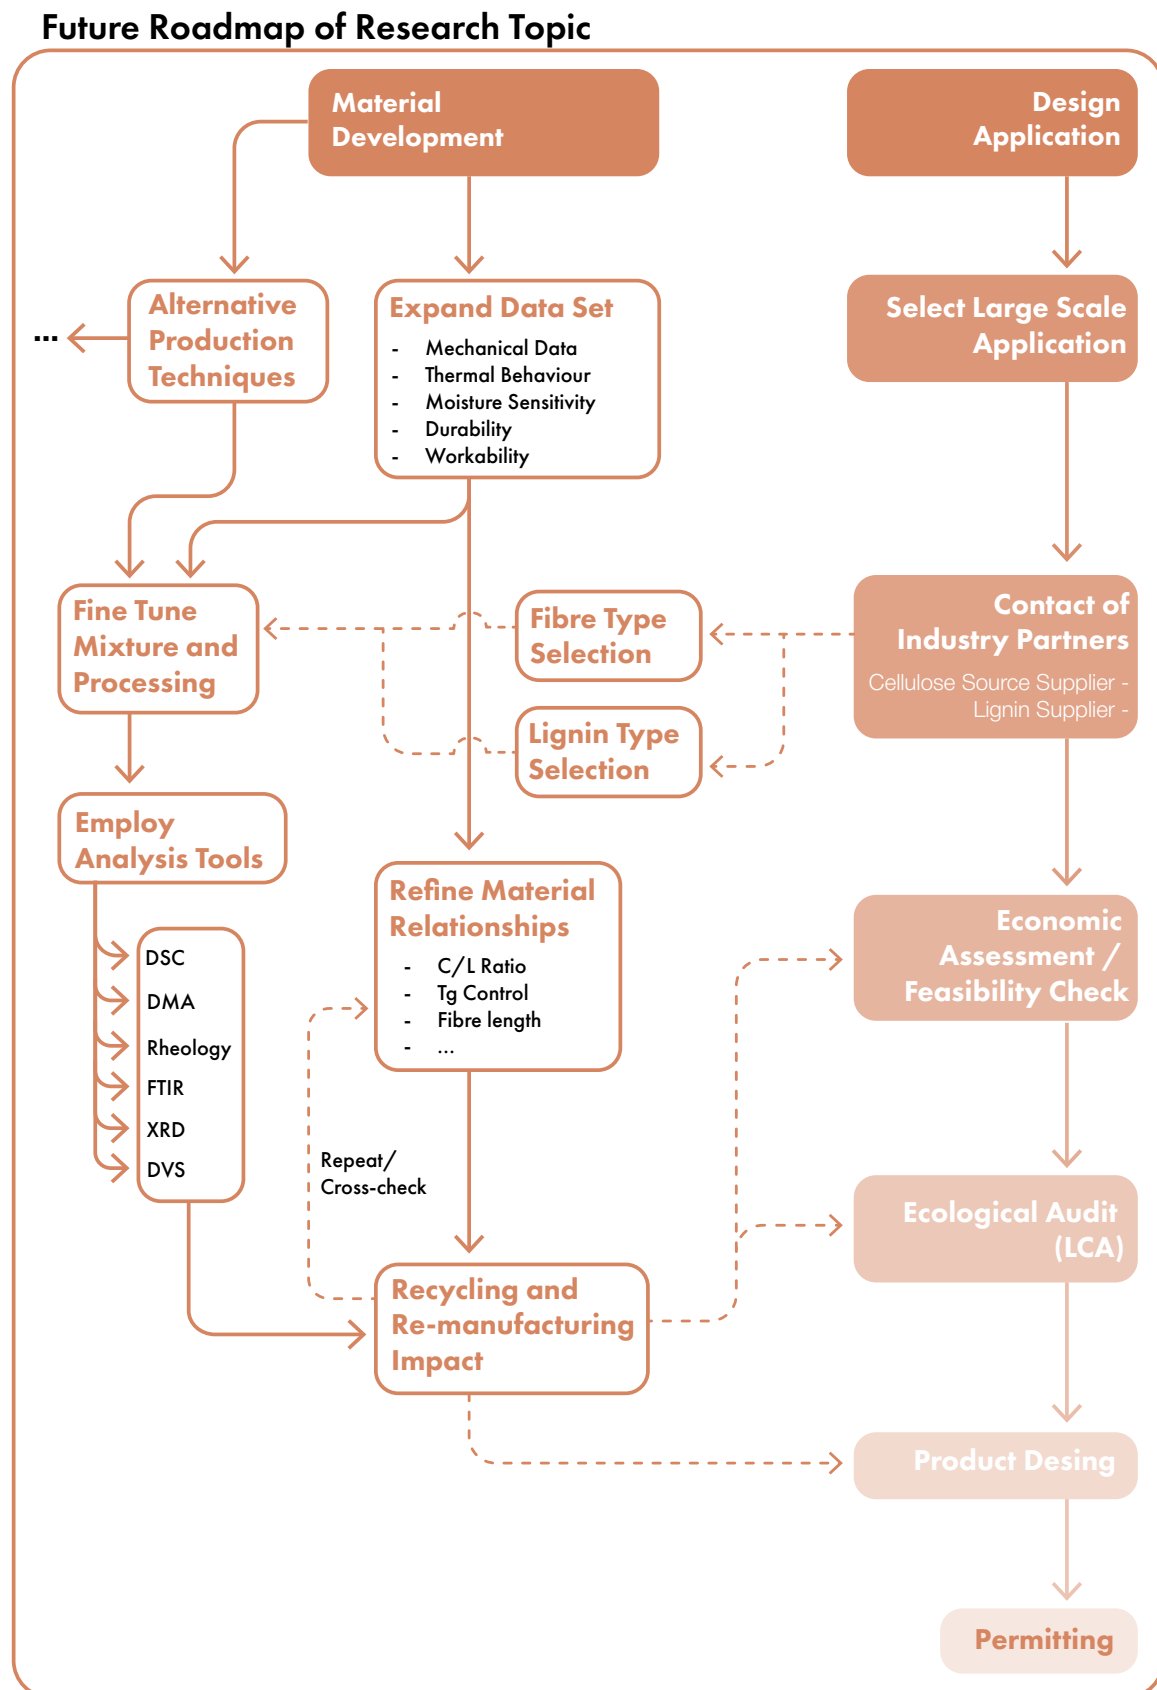 Future Roadmap of Research Topic
Material
Development
Design
Application
Alternative
Production
Techniques
...
Expand Data Set
- Mechanical Data
- Thermal Behaviour
- Moisture Sensitivity
- Durability
- Workability
Select Large Scale
Application
Fine Tune
Mixture and
Processing
Fibre Type
Selection
Lignin Type
Selection
Contact of
Industry Partners
Cellulose Source Supplier -
Lignin Supplier -
Employ
Analysis Tools
DSC
DMA
Rheology
FTIR
XRD
DVS
Refine Material
Relationships
- C/L Ratio
- Tg Control
- Fibre length
- ...
Economic
Assessment /
Feasibility Check
Repeat/
Cross-check
Ecological Audit
(LCA)
Recycling and
Re-manufacturing
Impact
Product Desing
Permitting